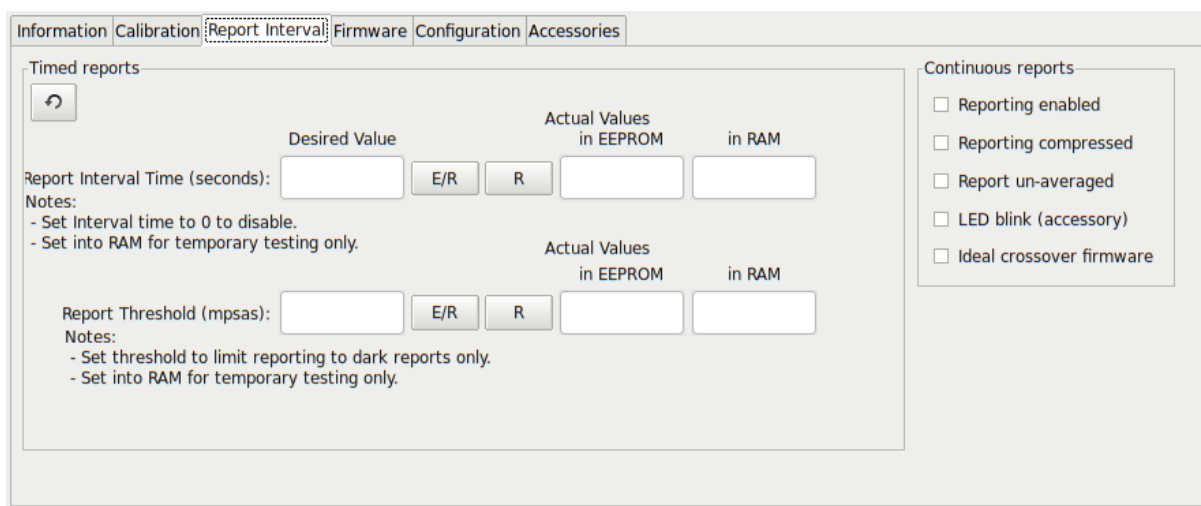 Information Calibration Report Interval Firmware Configuration Accessories
Timed reports
Actual Values
Desired Value in EEPROM in RAM
Report Interval Time (seconds): E/R R
Notes:
- Set Interval time to 0 to disable.
- Set into RAM for temporary testing only.
Actual Values
in EEPROM in RAM
Report Threshold (mpsas): E/R R
Notes:
- Set threshold to limit reporting to dark reports only.
- Set into RAM for temporary testing only.
Continuous reports
Reporting enabled
Reporting compressed
Report un-averaged
LED blink (accessory)
Ideal crossover firmware